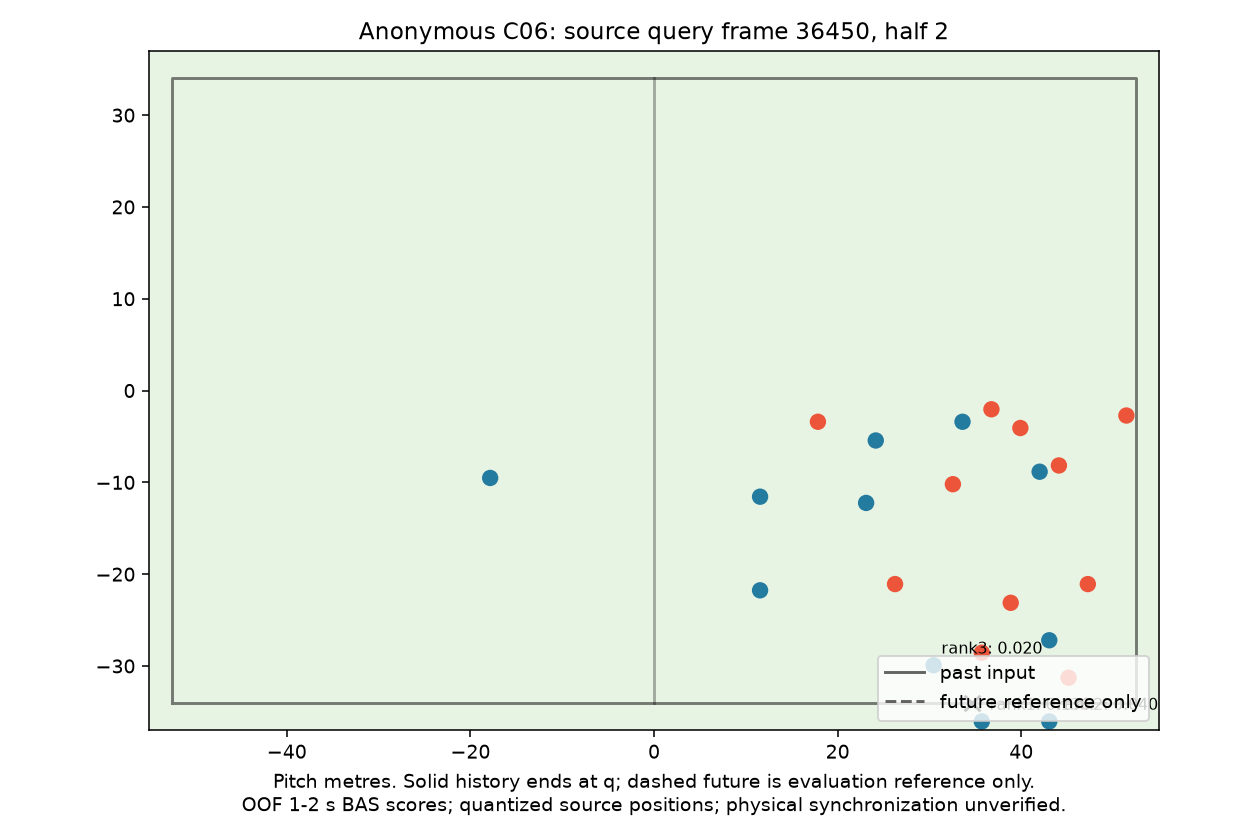 Anonymous C06: source query frame 36450, half 2
30
20
10
0
−10
−20
−30
rank3: 0.020
past input
future reference only
−40
−20
0
20
40
Pitch metres. Solid history ends at q; dashed future is evaluation reference only.
OOF 1-2 s BAS scores; quantized source positions; physical synchronization unverified.